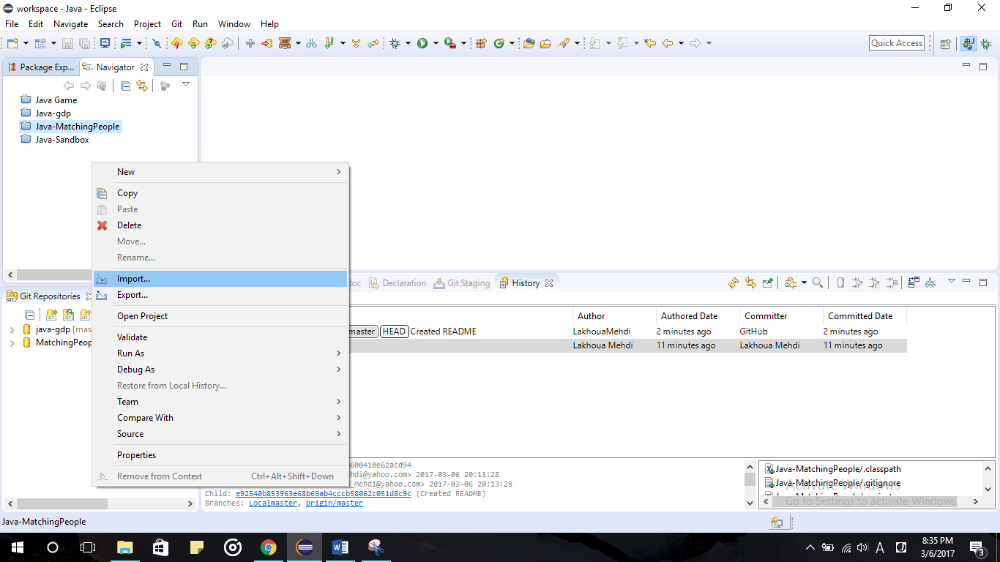 workspace - Java - Eclipse
File Edit Navigate Search Project Git Run Window Help
Quick Access
Package Exp... Navigator
Java Game
Java-gdp
Java-MatchingPeople
Java-Sandbox
New
Copy
Paste
Delete
Move...
Rename...
Import...
Export...
Open Project
Validate
Run As
Debug As
Restore from Local History...
Team
Compare With
Source
Properties
Remove from Context Ctrl+Alt+Shift+Down
Git Repositories
java-gdp [mas
MatchingPeop
doc Declaration Git Staging History
Author Authored Date Committer Committed Date
master HEAD Created README LakhouaMehdi 2 minutes ago GitHub 2 minutes ago
Lakhoua Mehdi 11 minutes ago Lakhoua Mehdi 11 minutes ago
600410e62acd94
Mehdi@yahoo.com> 2017-03-06 20:13:28
_Mehdi@yahoo.com> 2017-03-06 20:13:28
Child: e92540b853963e68b69ab4cccb58062c051d8c9c (Created README)
Branches: Localmaster, origin/master
Java-MatchingPeople/.classpath
Java-MatchingPeople/.gitignore
Activate Windows
Go to Settings to activate Windows.
Java-MatchingPeople
8:35 PM
3/6/2017
3